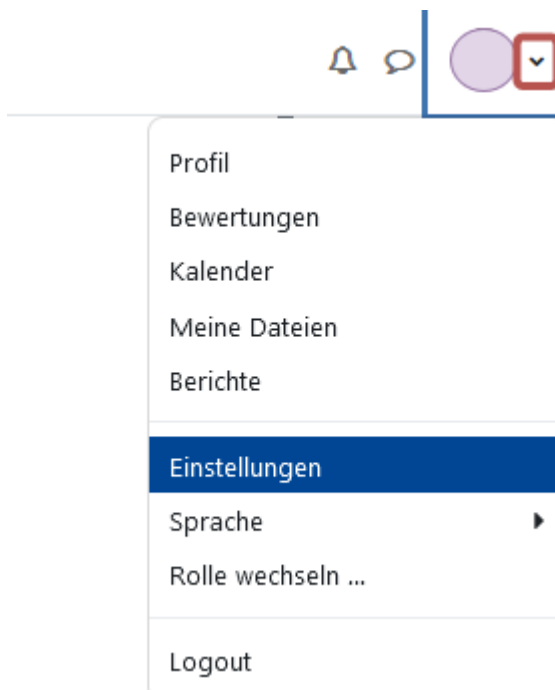 Profil
Bewertungen
Kalender
Meine Dateien
Berichte
Einstellungen
Sprache
Rolle wechseln ...
Logout